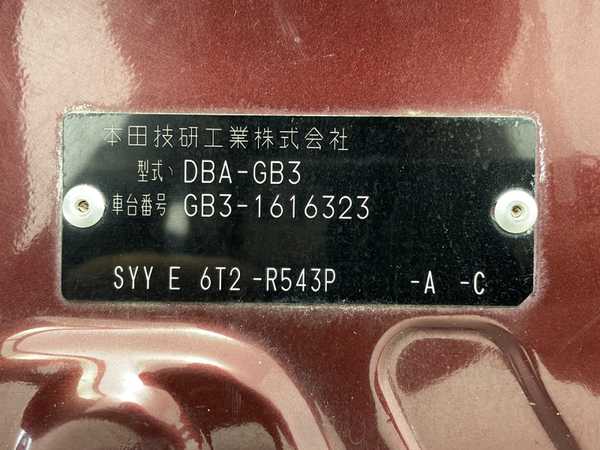 本田技研工業株式会社
型式、 DBA-GB3
車台番号 GB3-1616323
SYY E 6T2 -R543P -A -C